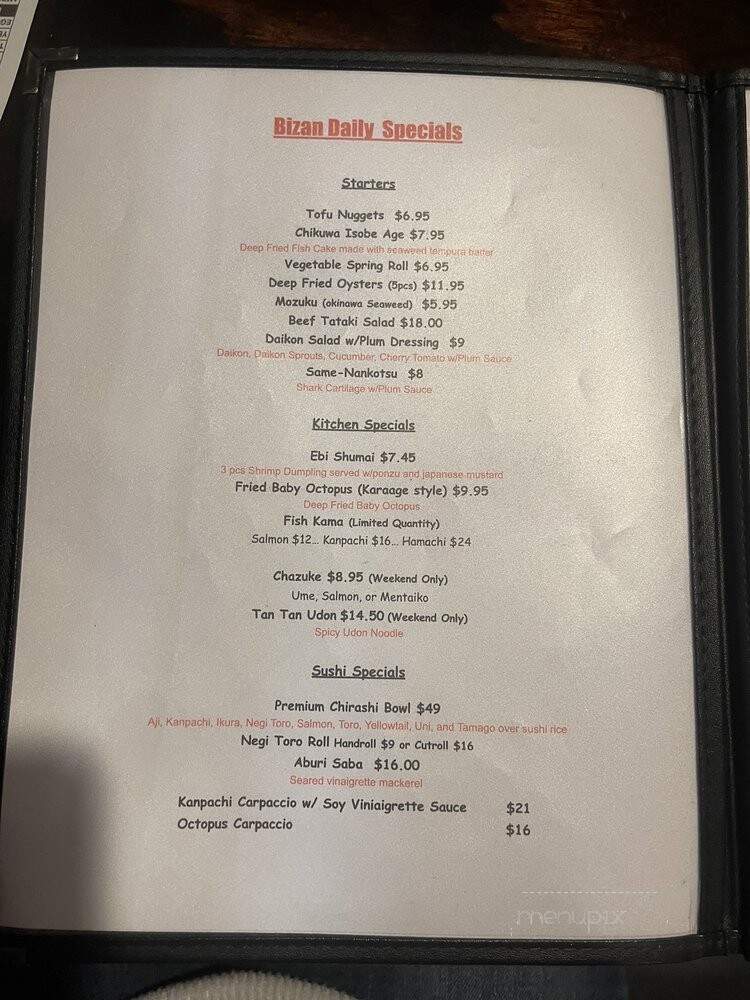 Bizan Daily Specials
Starters
Tofu Nuggets $6.95
Chikuwa Isobe Age $7.95
Deep Fried Fish Cake made with seaweed tempura batter
Vegetable Spring Roll $6.95
Deep Fried Oysters (5pcs) $11.95
Mozuku (okinawa Seaweed) $5.95
Beef Tataki Salad $18.00
Daikon Salad w/Plum Dressing $9
Daikon, Daikon Sprouts, Cucumber, Cherry Tomato w/Plum Sauce
Same-Nankotsu $8
Shark Cartilage w/Plum Sauce
Kitchen Specials
Ebi Shumai $7.45
3 pcs Shrimp Dumpling served w/ponzu and japanese mustard
Fried Baby Octopus (Karaage style) $9.95
Deep Fried Baby Octopus
Fish Kama (Limited Quantity)
Salmon $12... Kanpachi $16... Hamachi $24
Chazuke $8.95 (Weekend Only)
Ume, Salmon, or Mentaiko
Tan Tan Udon $14.50 (Weekend Only)
Spicy Udon Noodle
Sushi Specials
Premium Chirashi Bowl $49
Aji, Kanpachi, Ikura, Negi Toro, Salmon, Toro, Yellowtail, Uni, and Tamago over sushi rice
Negi Toro Roll Handroll $9 or Cutroll $16
Aburi Saba $16.00
Seared vinaigrette mackerel
Kanpachi Carpaccio w/ Soy Viniaigrette Sauce $21
Octopus Carpaccio $16
menupix